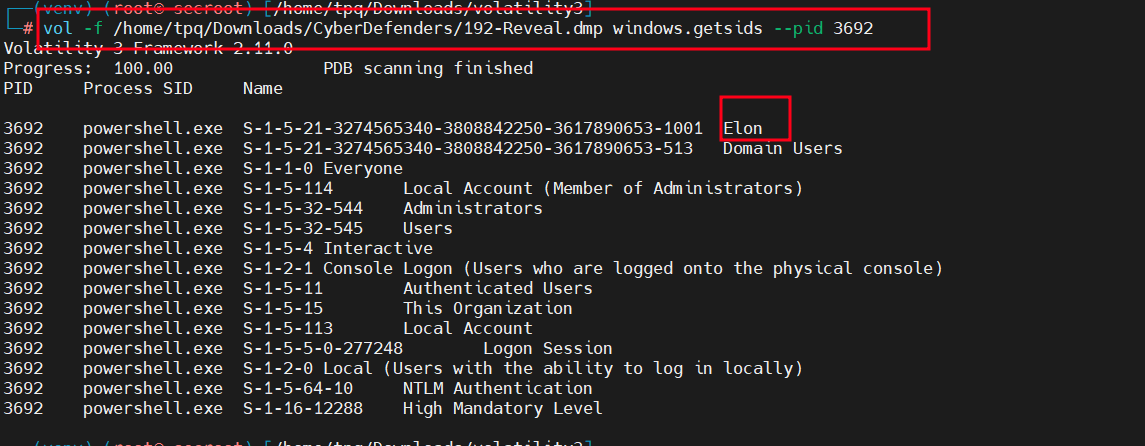 (venv) (root@ secroot) [/home/tpq/Downloads/volatility3]
# vol -f /home/tpq/Downloads/CyberDefenders/192-Reveal.dmp windows.getsids --pid 3692
Volatility 3 Framework 2.11.0
Progress:  100.00               PDB scanning finished
PID     Process SID     Name
3692    powershell.exe  S-1-5-21-3274565340-3808842250-3617890653-1001  Elon
3692    powershell.exe  S-1-5-21-3274565340-3808842250-3617890653-513   Domain Users
3692    powershell.exe  S-1-1-0 Everyone
3692    powershell.exe  S-1-5-114       Local Account (Member of Administrators)
3692    powershell.exe  S-1-5-32-544    Administrators
3692    powershell.exe  S-1-5-32-545    Users
3692    powershell.exe  S-1-5-4 Interactive
3692    powershell.exe  S-1-2-1 Console Logon (Users who are logged onto the physical console)
3692    powershell.exe  S-1-5-11        Authenticated Users
3692    powershell.exe  S-1-5-15        This Organization
3692    powershell.exe  S-1-5-113       Local Account
3692    powershell.exe  S-1-5-5-0-277248        Logon Session
3692    powershell.exe  S-1-2-0 Local (Users with the ability to log in locally)
3692    powershell.exe  S-1-5-64-10     NTLM Authentication
3692    powershell.exe  S-1-16-12288    High Mandatory Level
(venv) (root@ secroot) [/home/tpq/Downloads/volatility3]